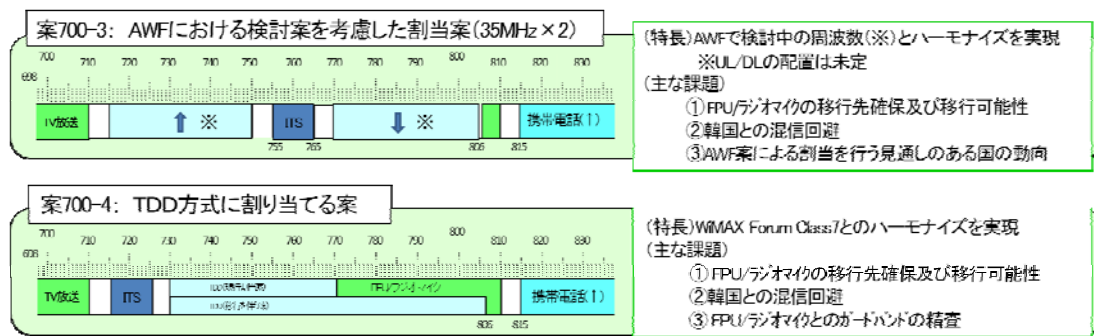 案700-3: AWFにおける検討案を考慮した割当案(35MHz×2)
700
710 720 730 740 750 760 770 780 790 800 810 820 830
698
TV放送 ⬆ ※ ITS ⬇ ※ 携帯電話(↑)
755 765 806 815
(特長)AWFで検討中の周波数(※)とハーモナイズを実現
※UL/DLの配置は未定
(主な課題)
①FPU/ラジオマイクの移行先確保及び移行可能性
②韓国との混信回避
③AWF案による割当を行う見通しのある国の動向
案700-4: TDD方式に割り当てる案
700
710 720 730 740 750 760 770 780 790 800 810 820 830
698
TV放送 ITS FPU/ラジオマイク 携帯電話(↑)
806 815
(特長)WiMAX Forum Class7とのハーモナイズを実現
(主な課題)
① FPU/ラジオマイクの移行先確保及び移行可能性
②韓国との混信回避
③ FPU/ラジオマイクとのガードバンドの精査